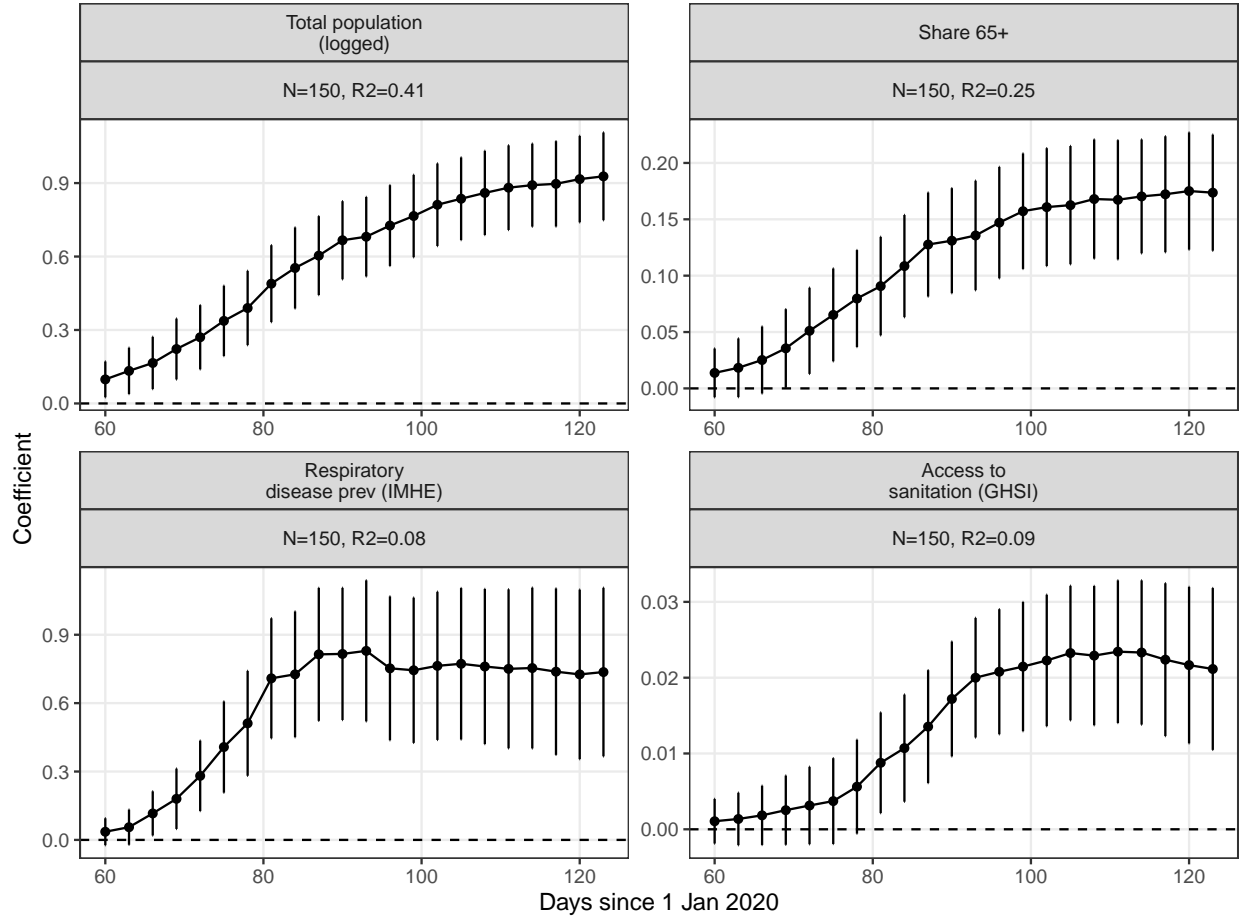 Total population
(logged)
N=150, R2=0.41
0.9
0.6
0.3
0.0
60
80
100
120
Share 65+
N=150, R2=0.25
0.20
0.15
0.10
0.05
0.00
60
80
100
120
Respiratory
disease prev (IMHE)
N=150, R2=0.08
0.9
0.6
0.3
0.0
60
80
100
120
Access to
sanitation (GHSI)
N=150, R2=0.09
0.03
0.02
0.01
0.00
60
80
100
120
Coefficient
Days since 1 Jan 2020